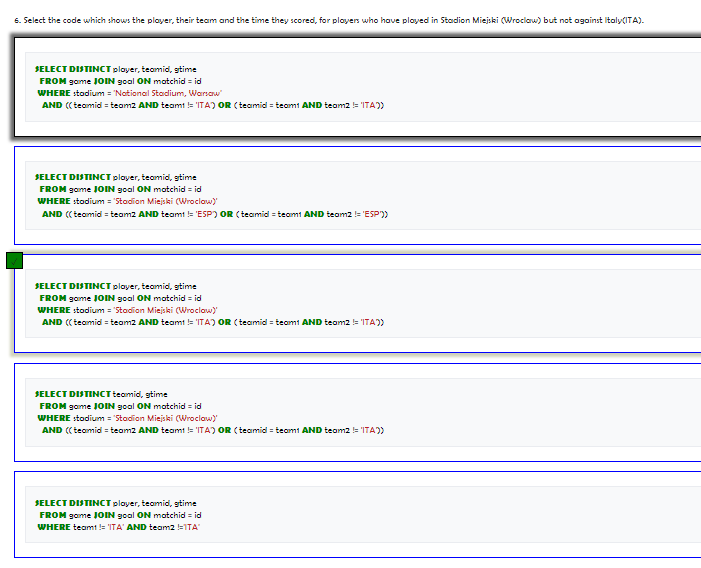 6. Select the code which shows the player, their team and the time they scored, for players who have played in Stadion Miejski (Wroclaw) but not against Italy(ITA).
SELECT DISTINCT player, teamid, gtime
FROM game JOIN goal ON matchid = id
WHERE stadium = 'National Stadium, Warsaw'
AND (( teamid = team2 AND team1 != 'ITA') OR ( teamid = team1 AND team2 != 'ITA'))
SELECT DISTINCT player, teamid, gtime
FROM game JOIN goal ON matchid = id
WHERE stadium = 'Stadion Miejski (Wroclaw)'
AND (( teamid = team2 AND team1 != 'ESP') OR ( teamid = team1 AND team2 != 'ESP'))
SELECT DISTINCT player, teamid, gtime
FROM game JOIN goal ON matchid = id
WHERE stadium = 'Stadion Miejski (Wroclaw)'
AND (( teamid = team2 AND team1 != 'ITA') OR ( teamid = team1 AND team2 != 'ITA'))
SELECT DISTINCT teamid, gtime
FROM game JOIN goal ON matchid = id
WHERE stadium = 'Stadion Miejski (Wroclaw)'
AND (( teamid = team2 AND team1 != 'ITA') OR ( teamid = team1 AND team2 != 'ITA'))
SELECT DISTINCT player, teamid, gtime
FROM game JOIN goal ON matchid = id
WHERE team1 != 'ITA' AND team2 !='ITA'